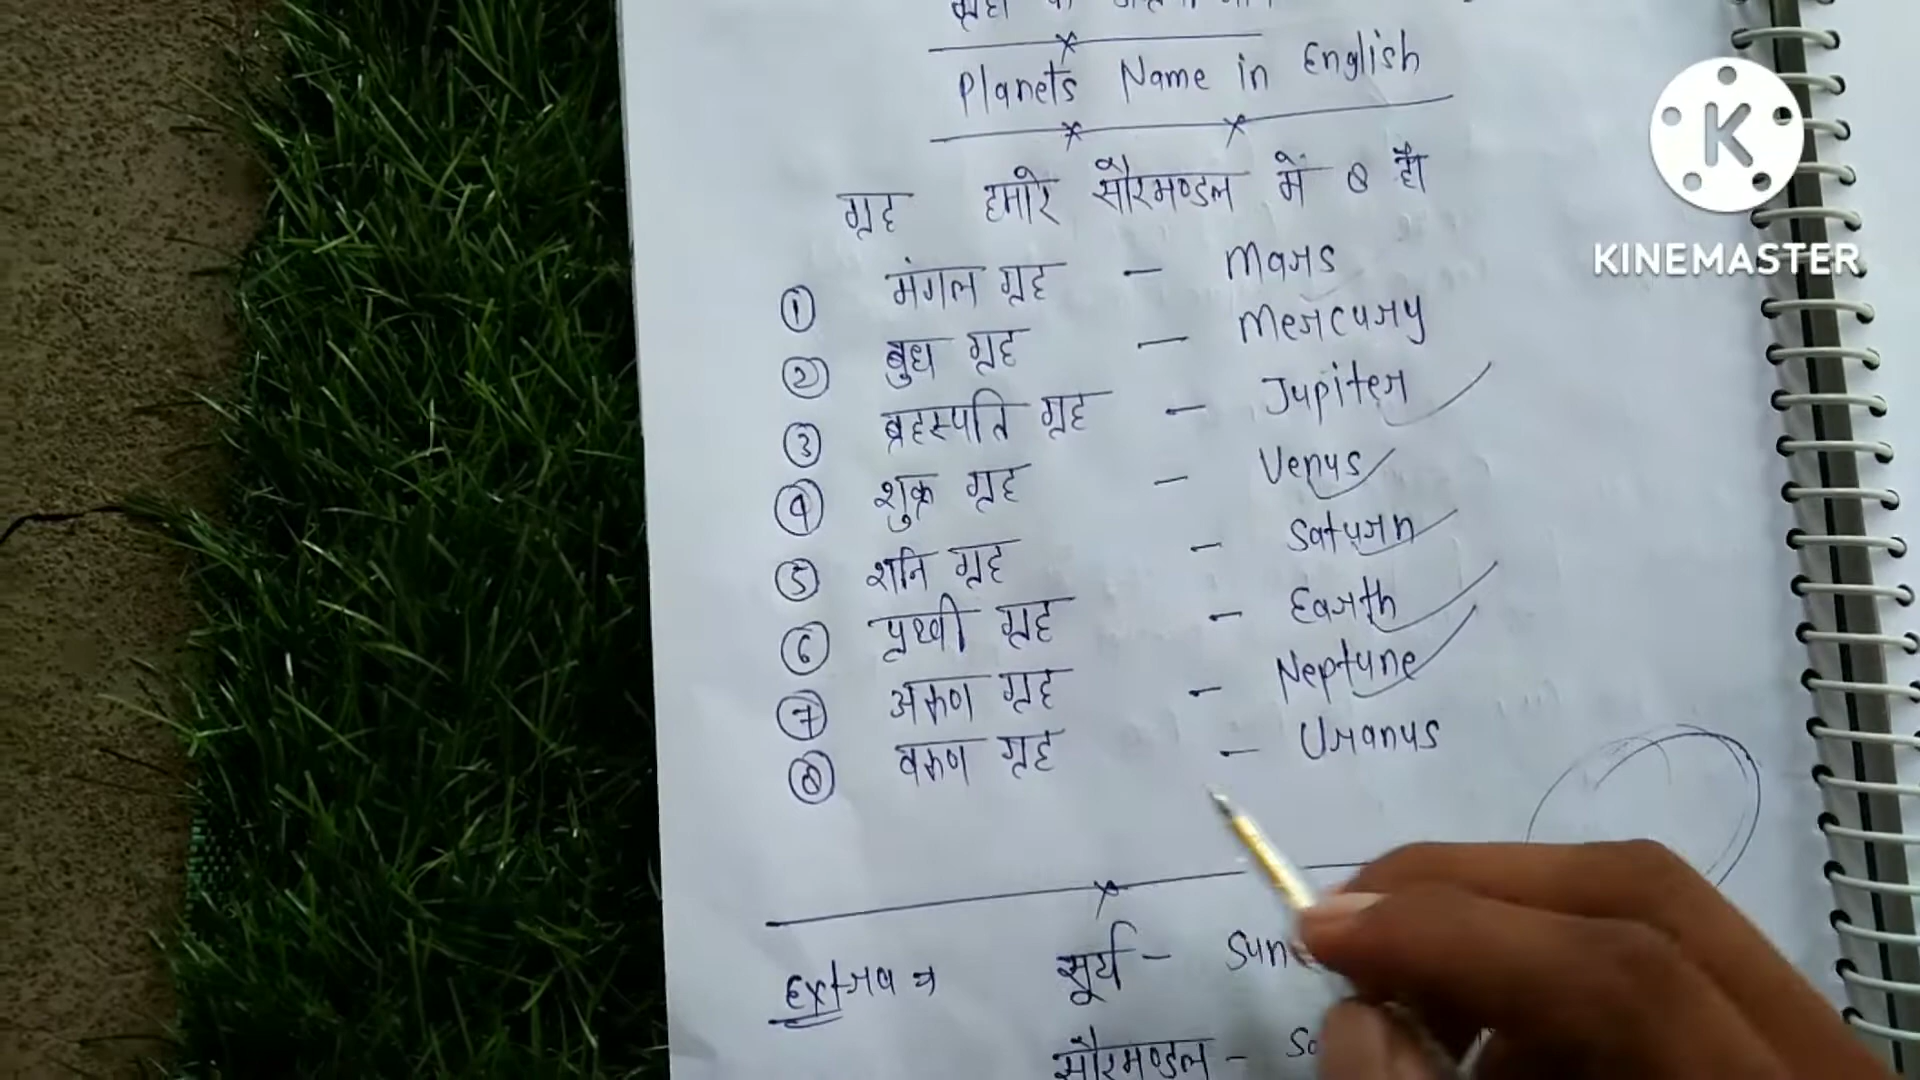 Planets Name in English
ग्रह हमारे सौरमण्डल में 8 है।
① मंगल ग्रह - Mars
② बुध ग्रह - Mercury
③ ब्रहस्पति ग्रह - Jupiter
④ शुक्र ग्रह - Venus
⑤ शनि ग्रह - Saturn
⑥ पृथ्वी ग्रह - Earth
⑦ अरुण ग्रह - Neptune
⑧ वरुण ग्रह - Uranus
सूर्य - Sun
सौरमण्डल -
K
KINEMASTER